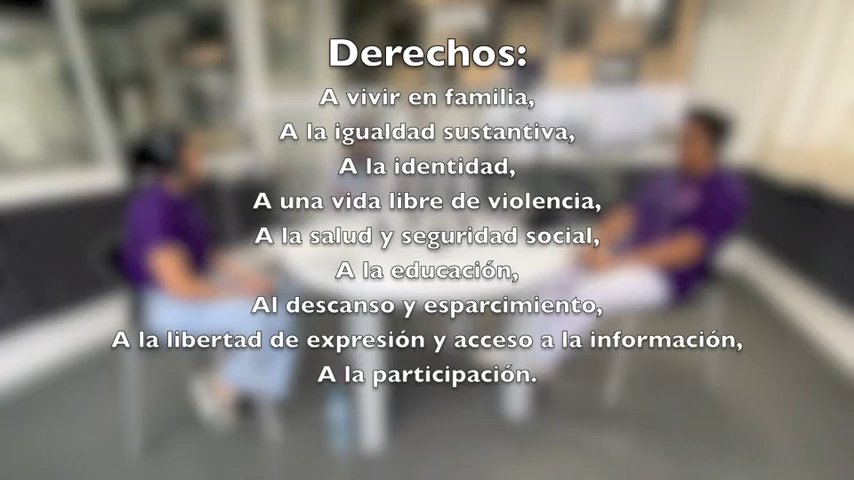 Derechos:
A vivir en familia,
A la igualdad sustantiva,
A la identidad,
A una vida libre de violencia,
A la salud y seguridad social,
A la educación,
Al descanso y esparcimiento,
A la libertad de expresión y acceso a la información,
A la participación.